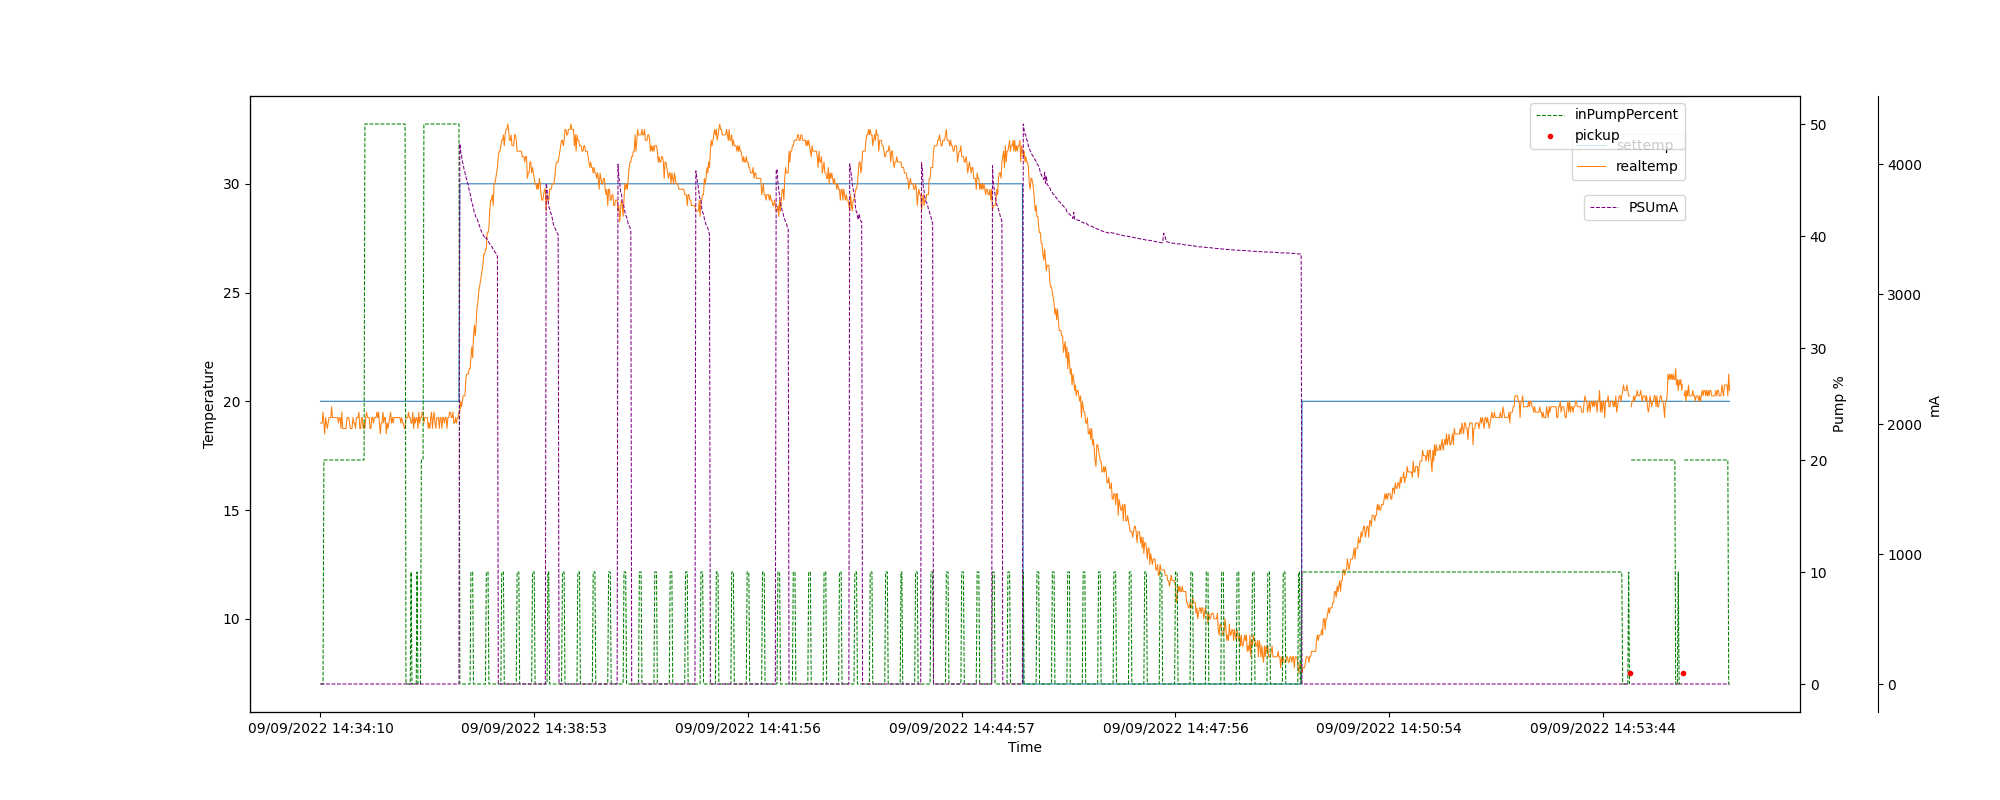 inPumpPercent
pickup
settemp
realtemp
PSUmA
Temperature
30
25
20
15
10
50
40
30
20
10
0
Pump %
4000
3000
2000
1000
0
mA
09/09/2022 14:34:10
09/09/2022 14:38:53
09/09/2022 14:41:56
09/09/2022 14:44:57
09/09/2022 14:47:56
09/09/2022 14:50:54
09/09/2022 14:53:44
Time